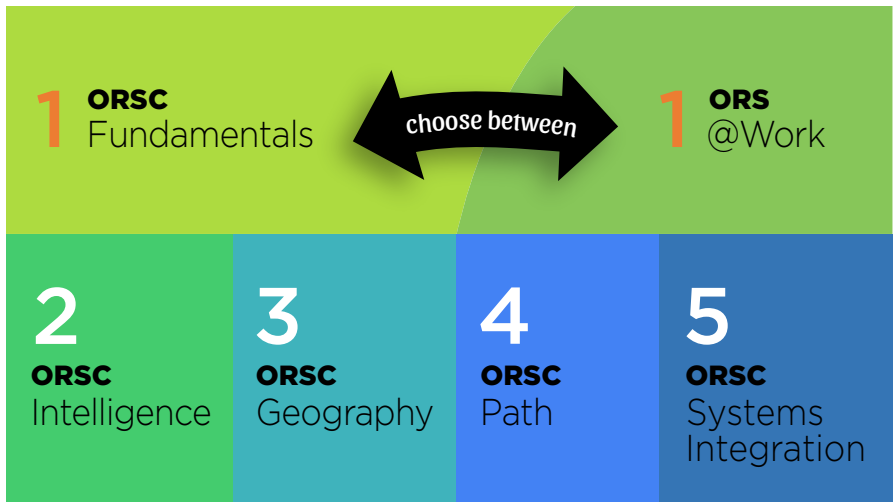 1 ORSC
Fundamentals
choose between
1 ORS
@Work
2
ORSC
Intelligence
3
ORSC
Geography
4
ORSC
Path
5
ORSC
Systems
Integration